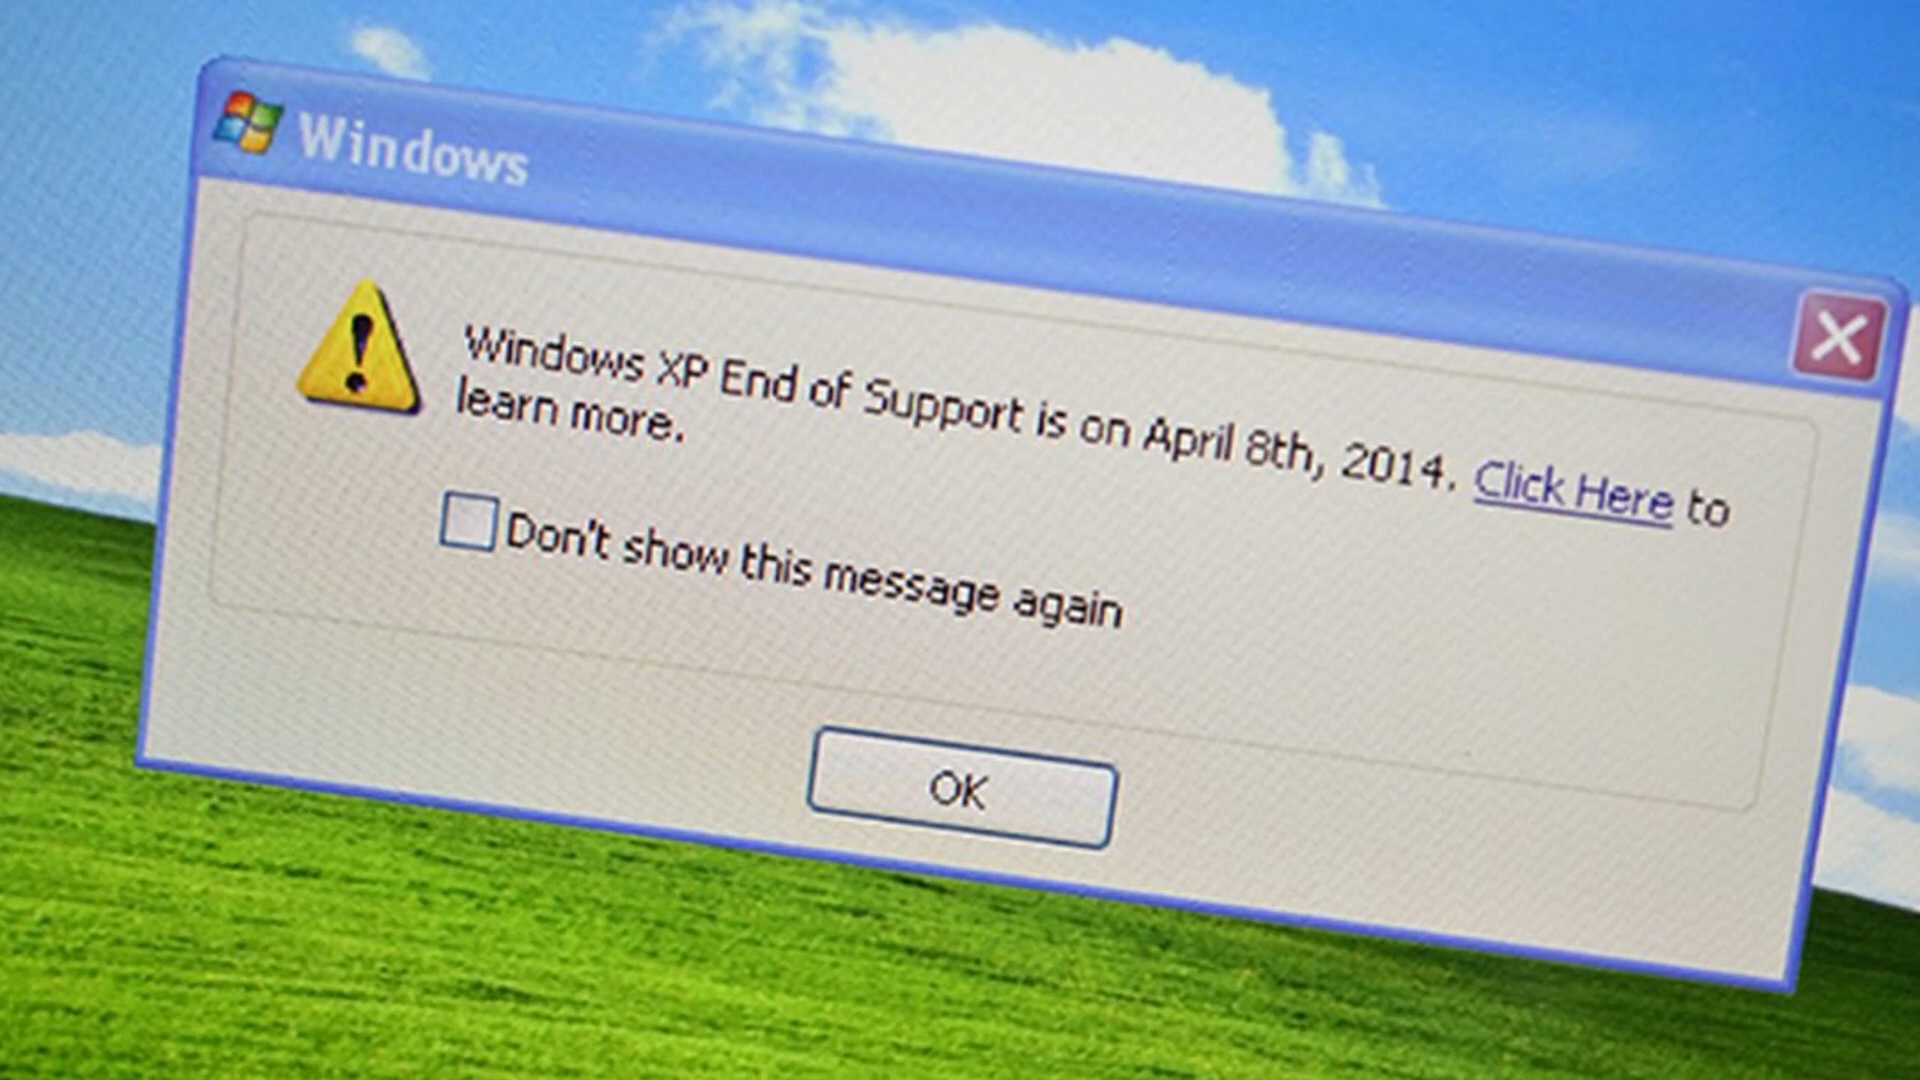 Windows
Windows XP End of Support is on April 8th, 2014. Click Here to
learn more.
Don't show this message again
OK